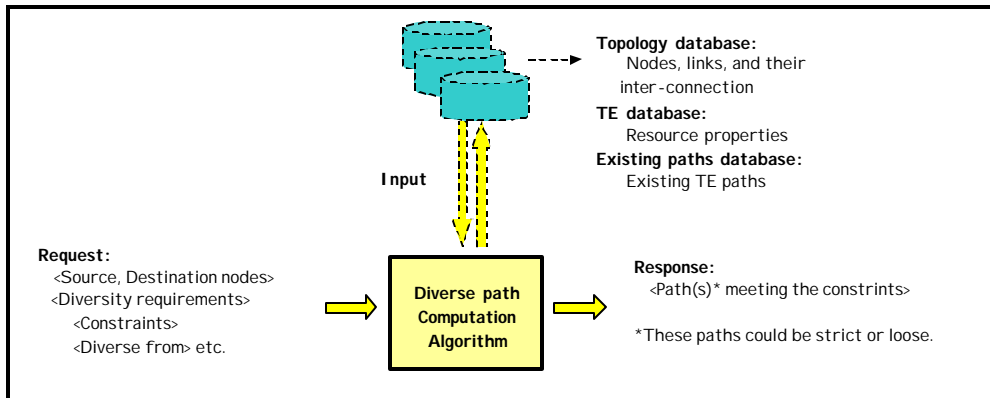 Topology database:
Nodes, links, and their
inter-connection
TE database:
Resource properties
Existing paths database:
Existing TE paths
Input
Request:
<Source, Destination nodes>
<Diversity requirements>
<Constraints>
<Diverse from> etc.
Diverse path
Computation
Algorithm
Response:
<Path(s)* meeting the constrints>
*These paths could be strict or loose.